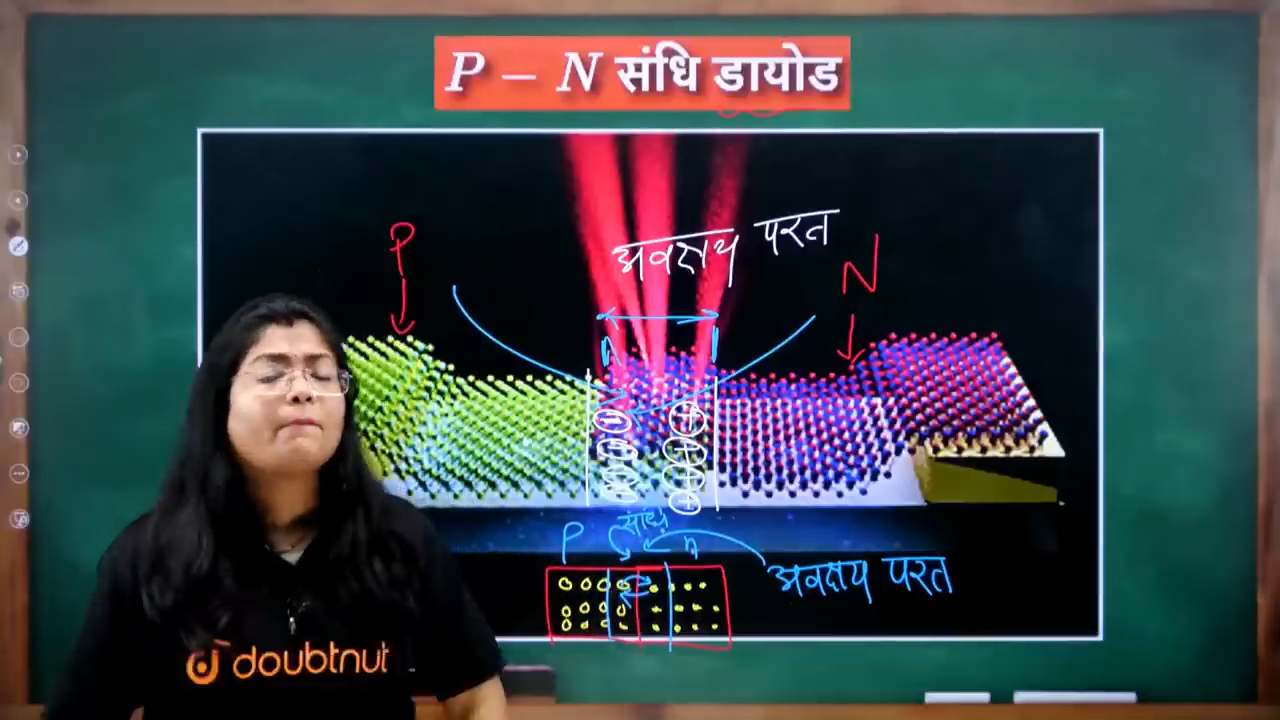 P – N संधि डायोड
अवक्षय परत
P
N
n
संधि
P
n
अवक्षय परत
doubtnut